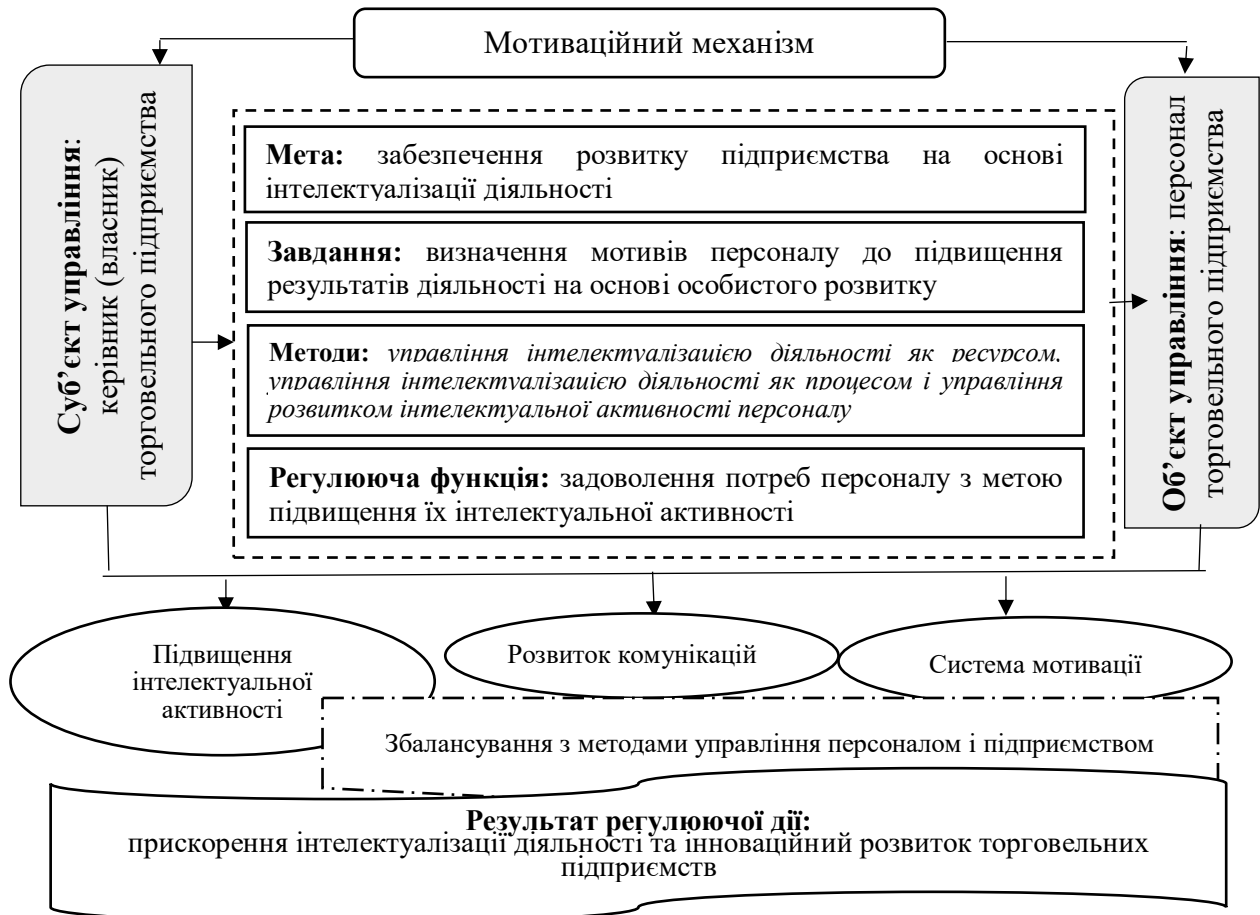 Мотиваційний механізм
Суб’єкт управління:
керівник (власник)
торговельного підприємства
Мета: забезпечення розвитку підприємства на основі
інтелектуалізації діяльності
Завдання: визначення мотивів персоналу до підвищення
результатів діяльності на основі особистого розвитку
Методи: управління інтелектуалізацією діяльності як ресурсом,
управління інтелектуалізацією діяльності як процесом і управління
розвитком інтелектуальної активності персоналу
Регулююча функція: задоволення потреб персоналу з метою
підвищення їх інтелектуальної активності
Об’єкт управління: персонал
торговельного підприємства
Підвищення
інтелектуальної
активності
Розвиток комунікацій
Система мотивації
Збалансування з методами управління персоналом і підприємством
Результат регулюючої дії:
прискорення інтелектуалізації діяльності та інноваційний розвиток торговельних
підприємств